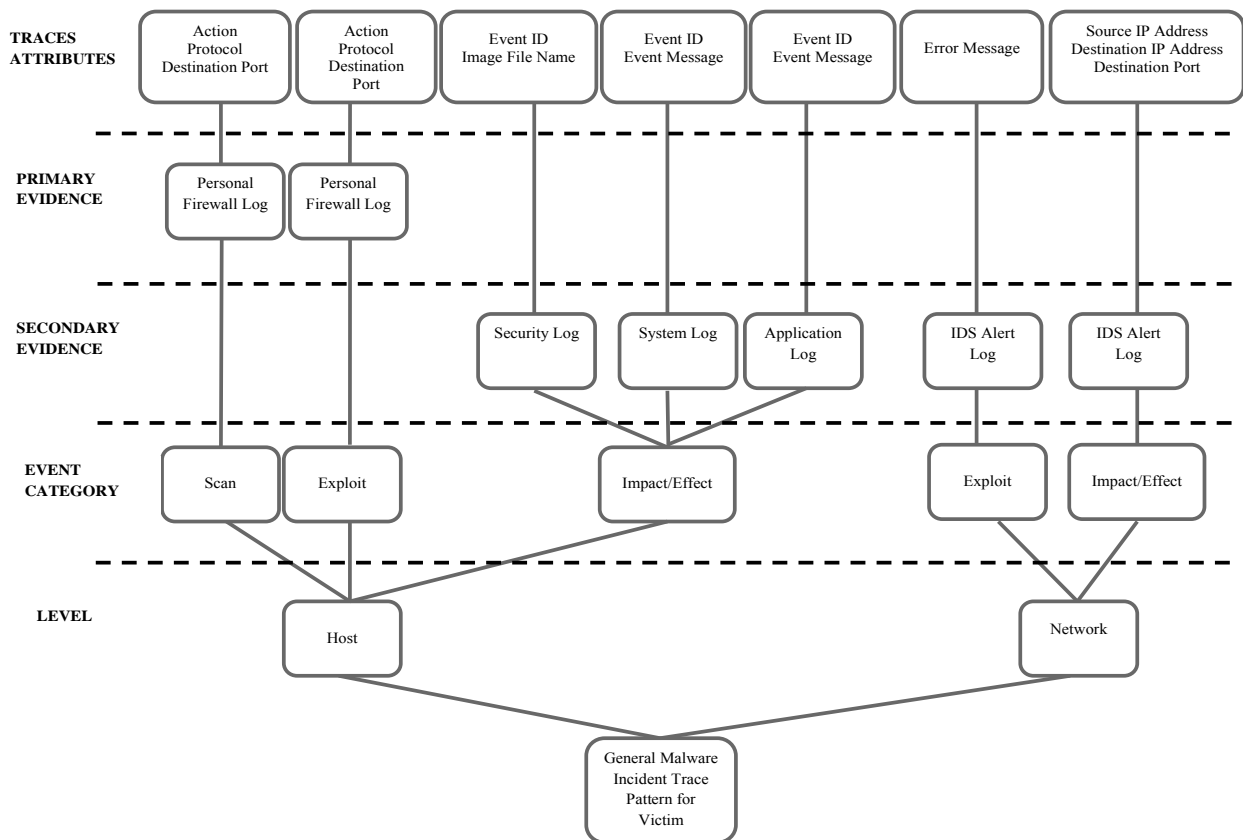 TRACES
ATTRIBUTES
Action
Protocol
Destination Port
Action
Protocol
Destination
Port
Event ID
Image File Name
Event ID
Event Message
Event ID
Event Message
Error Message
Source IP Address
Destination IP Address
Destination Port
PRIMARY
EVIDENCE
Personal
Firewall Log
Personal
Firewall Log
SECONDARY
EVIDENCE
Security Log
System Log
Application
Log
IDS Alert
Log
IDS Alert
Log
EVENT
CATEGORY
Scan
Exploit
Impact/Effect
Exploit
Impact/Effect
LEVEL
Host
Network
General Malware
Incident Trace
Pattern for
Victim